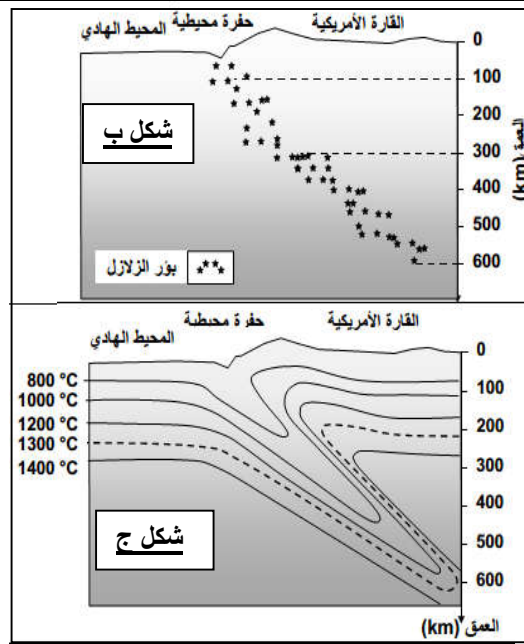 المحيط الهادي حفرة محيطية القارة الأمريكية
0
100
200
300
400
500
600
العمق (km)
شكل ب
بؤر الزلازل
المحيط الهادي حفرة محيطية القارة الأمريكية
0
100
200
300
400
500
600
800 °C
1000 °C
1200 °C
1300 °C
1400 °C
شكل ج
العمق (km)